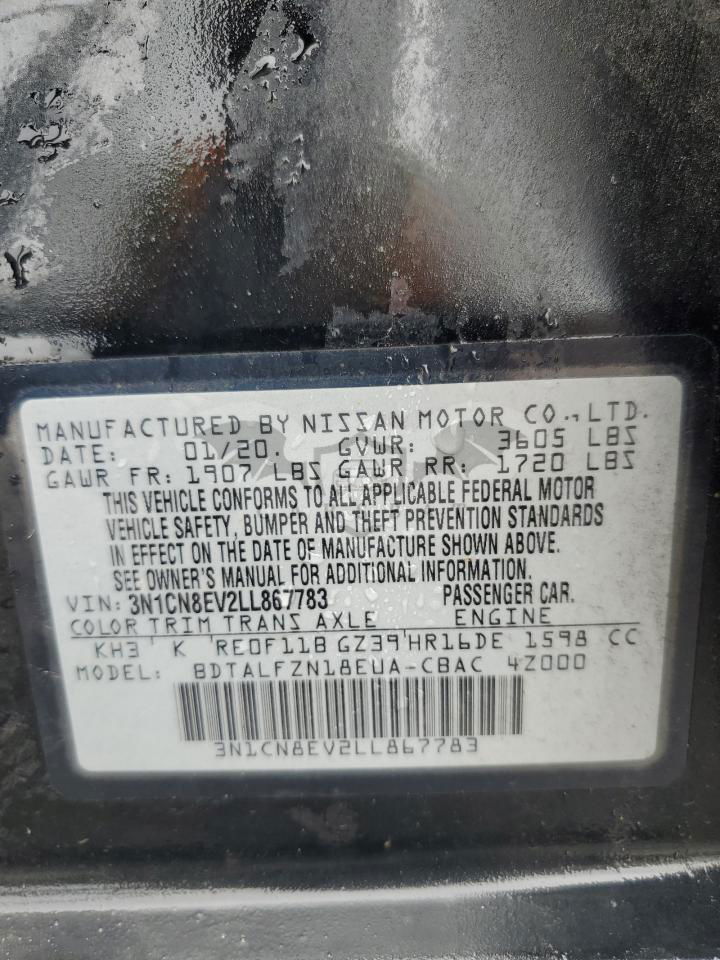 MANUFACTURED BY NISSAN MOTOR CO., LTD.
DATE: 01/20. GVWR: 3605 LBS
GAWR FR: 1907 LBS GAWR RR: 1720 LBS
THIS VEHICLE CONFORMS TO ALL APPLICABLE FEDERAL MOTOR
VEHICLE SAFETY, BUMPER AND THEFT PREVENTION STANDARDS
IN EFFECT ON THE DATE OF MANUFACTURE SHOWN ABOVE.
SEE OWNER'S MANUAL FOR ADDITIONAL INFORMATION.
VIN: 3N1CN8EV2LL867783 PASSENGER CAR.
COLOR TRIM TRANS AXLE ENGINE
KH3 K RE0F11B GZ39 HR16DE 1598 CC
MODEL: BDTALFZN18EUA-CBAC 4Z000
3N1CN8EV2LL867783